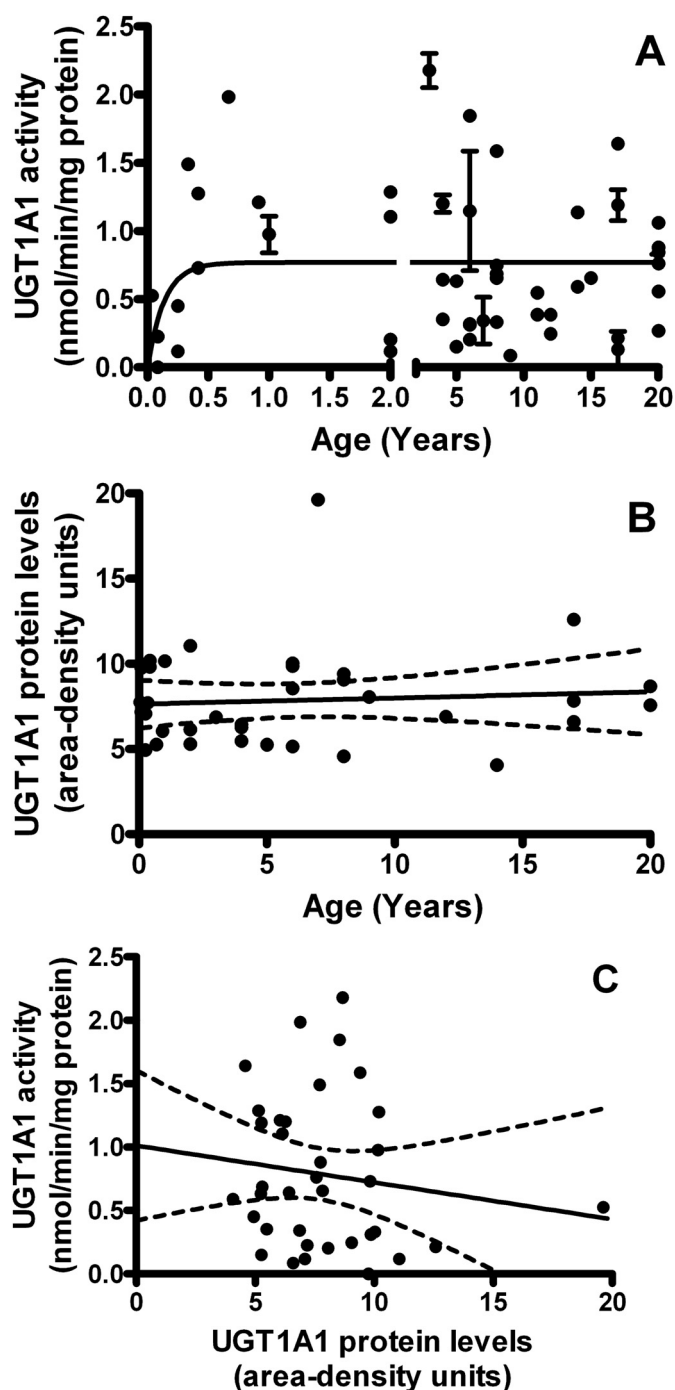 A
UGT1A1 activity
(nmol/min/mg protein)
2.5
2.0
1.5
1.0
0.5
0.0
0.0 0.5 1.0 1.5 2.0 5 10 15 20
Age (Years)
B
UGT1A1 protein levels
(area-density units)
20
15
10
5
0
0 5 10 15 20
Age (Years)
C
UGT1A1 activity
(nmol/min/mg protein)
2.5
2.0
1.5
1.0
0.5
0.0
0 5 10 15 20
UGT1A1 protein levels
(area-density units)